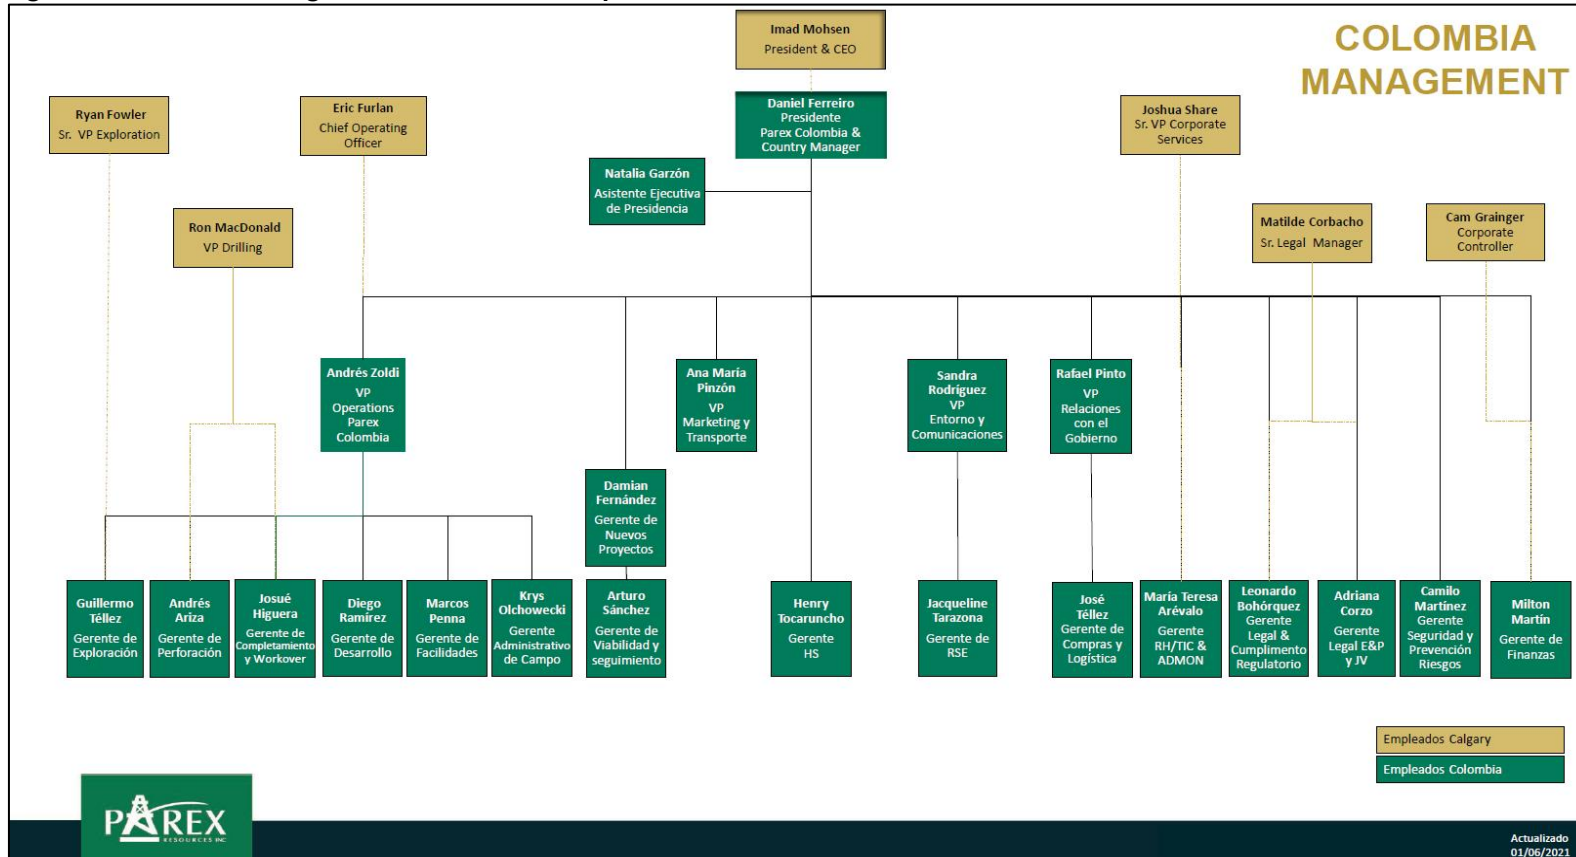 Imad Mohsen
President & CEO
COLOMBIA
MANAGEMENT
Ryan Fowler
Sr. VP Exploration
Eric Furlan
Chief Operating
Officer
Daniel Ferreiro
Presidente
Parex Colombia &
Country Manager
Joshua Share
Sr. VP Corporate
Services
Natalia Garzón
Asistente Ejecutiva
de Presidencia
Ron MacDonald
VP Drilling
Matilde Corbacho
Sr. Legal Manager
Cam Grainger
Corporate
Controller
Andrés Zoldi
VP
Operations
Parex
Colombia
Ana María
Pinzón
VP
Marketing y
Transporte
Sandra
Rodríguez
VP
Entorno y
Comunicaciones
Rafael Pinto
VP
Relaciones
con el
Gobierno
Damian
Fernández
Gerente de
Nuevos
Proyectos
Guillermo
Téllez
Gerente de
Exploración
Andrés
Ariza
Gerente de
Perforación
Josué
Higuera
Gerente de
Completamiento
y Workover
Diego
Ramírez
Gerente de
Desarrollo
Marcos
Penna
Gerente de
Facilidades
Krys
Olchowecki
Gerente
Administrativo
de Campo
Arturo
Sánchez
Gerente de
Viabilidad y
seguimiento
Henry
Tocaruncho
Gerente
HS
Jacqueline
Tarazona
Gerente de
RSE
José
Téllez
Gerente de
Compras y
Logística
María Teresa
Arévalo
Gerente
RH/TIC &
ADMON
Leonardo
Bohórquez
Gerente
Legal &
Cumplimento
Regulatorio
Adriana
Corzo
Gerente
Legal E&P
y JV
Camilo
Martínez
Gerente
Seguridad y
Prevención
Riesgos
Milton
Martín
Gerente de
Finanzas
Empleados Calgary
Empleados Colombia
PAREX
RESOURCES INC
Actualizado
01/06/2021